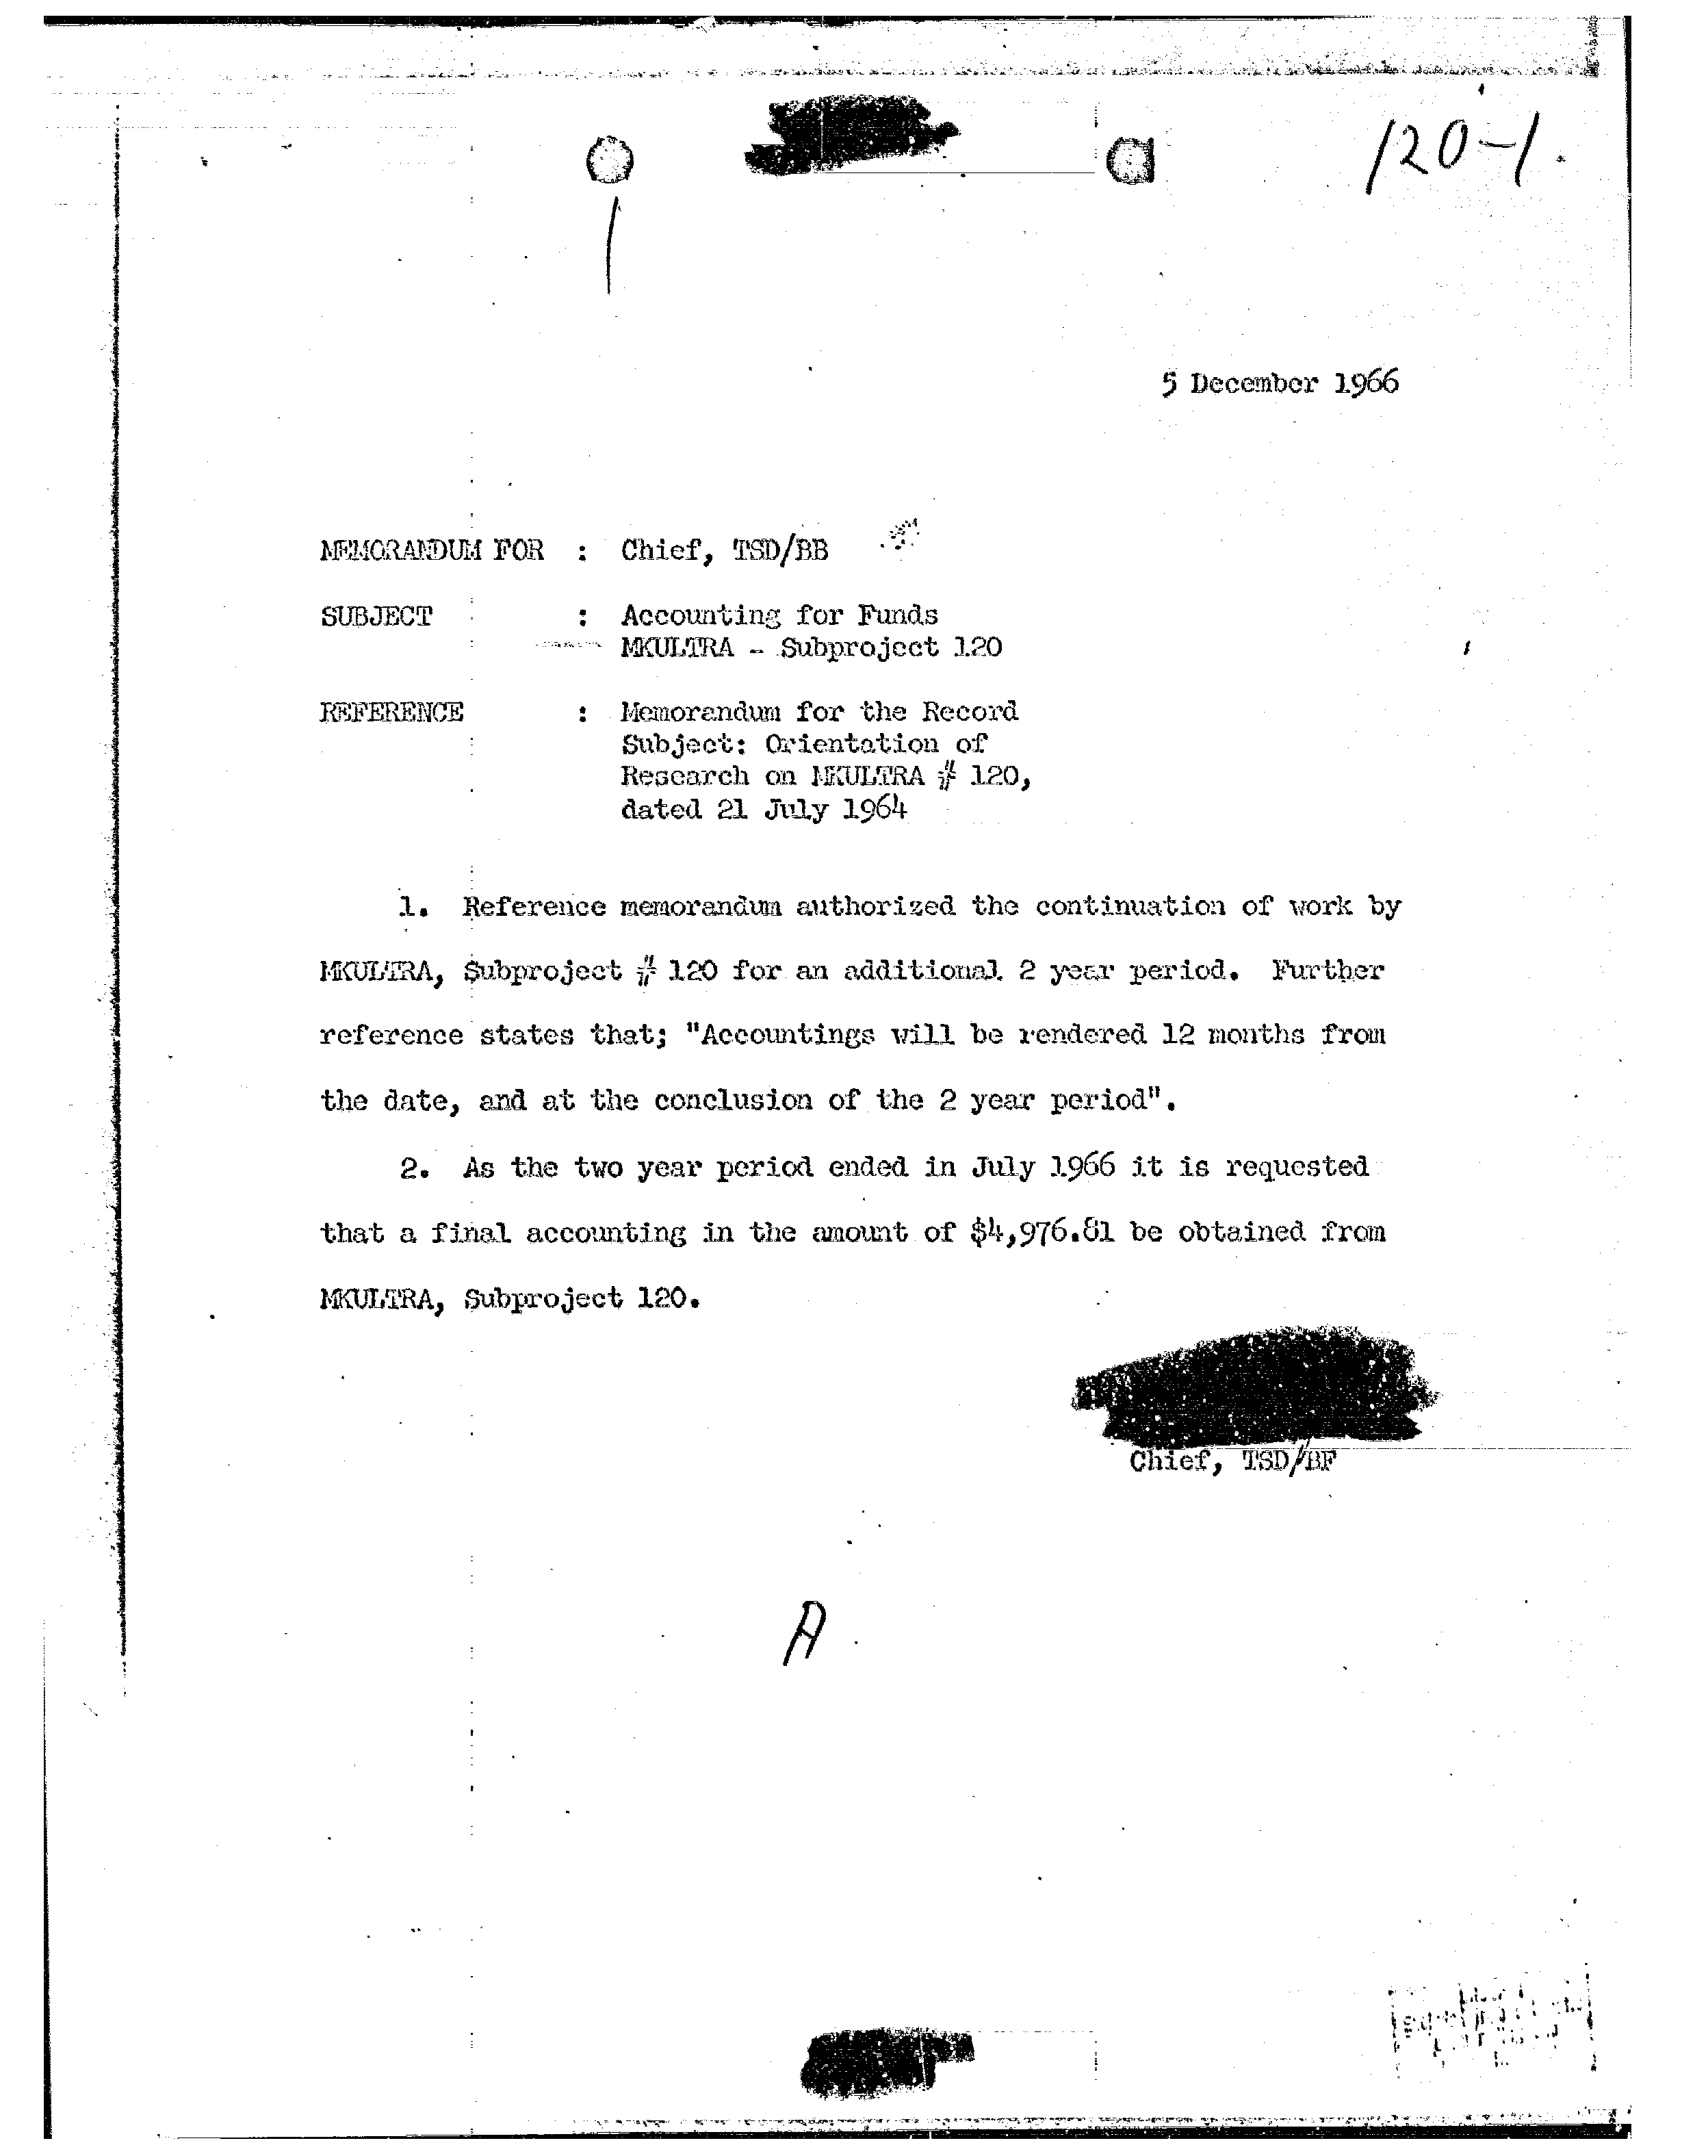 120-1
5 December 1966
MEMORANDUM FOR : Chief, TSD/BB
SUBJECT : Accounting for Funds
MKULTRA - Subproject 120
REFERENCE : Memorandum for the Record
Subject: Orientation of
Research on MKULTRA # 120,
dated 21 July 1964
1. Reference memorandum authorized the continuation of work by
MKULTRA, Subproject # 120 for an additional 2 year period. Further
reference states that; "Accountings will be rendered 12 months from
the date, and at the conclusion of the 2 year period".
2. As the two year period ended in July 1966 it is requested
that a final accounting in the amount of $4,976.81 be obtained from
MKULTRA, Subproject 120.
Chief, TSD/BF
A